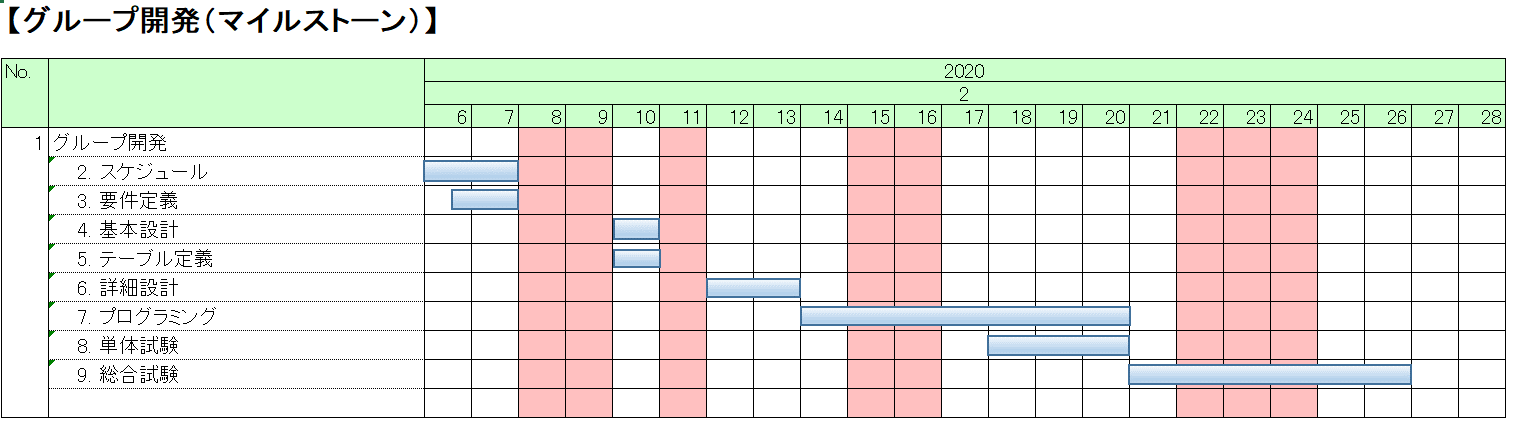 【グループ開発(マイルストーン)】
No.
2020
2
6 7 8 9 10 11 12 13 14 15 16 17 18 19 20 21 22 23 24 25 26 27 28
1 グループ開発
2. スケジュール
3. 要件定義
4. 基本設計
5. テーブル定義
6. 詳細設計
7. プログラミング
8. 単体試験
9. 総合試験